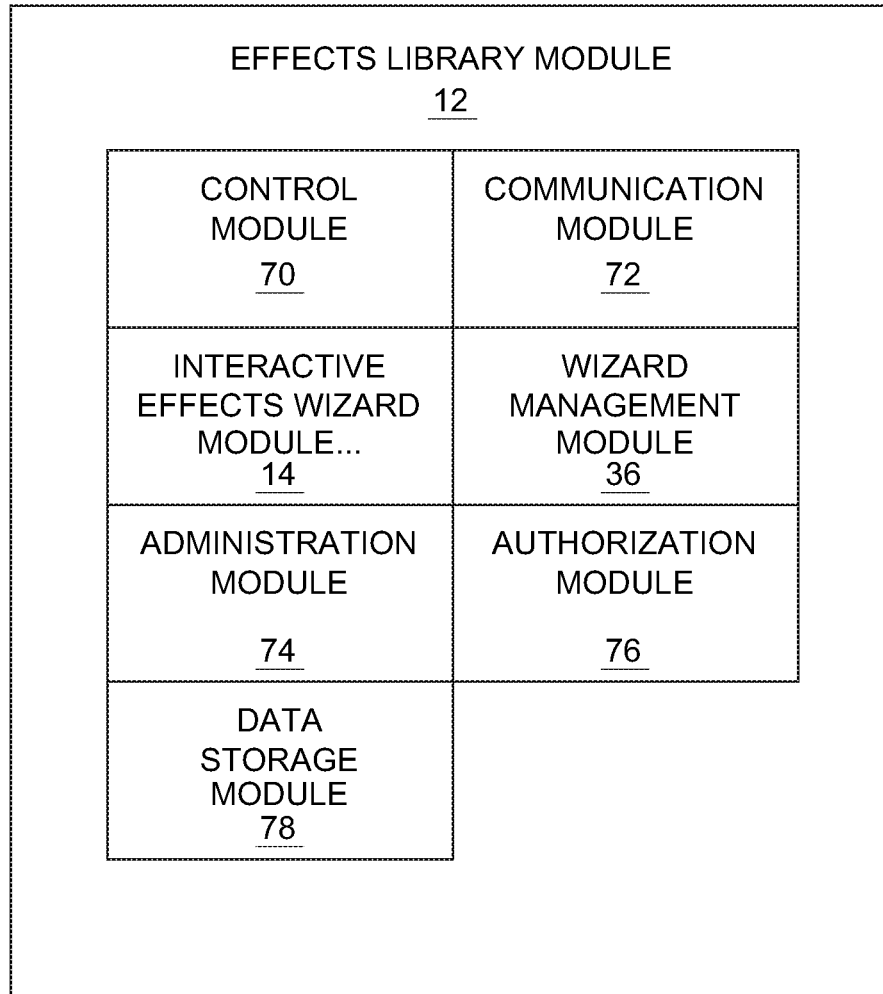 EFFECTS LIBRARY MODULE
12
CONTROL
MODULE
70
COMMUNICATION
MODULE
72
INTERACTIVE
EFFECTS WIZARD
MODULE...
14
WIZARD
MANAGEMENT
MODULE
36
ADMINISTRATION
MODULE
74
AUTHORIZATION
MODULE
76
DATA
STORAGE
MODULE
78